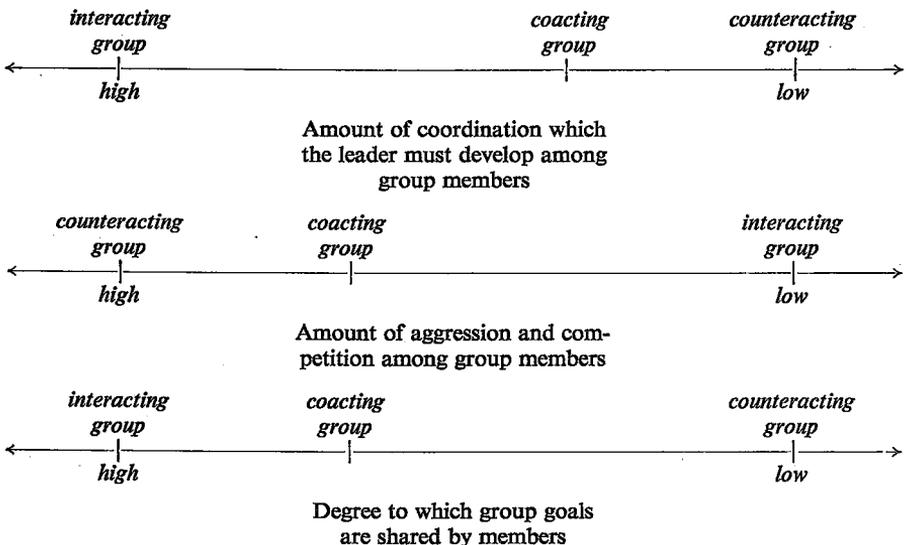 interacting group
coacting group
counteracting group
high
low
Amount of coordination which
the leader must develop among
group members
counteracting group
coacting group
interacting group
high
low
Amount of aggression and com-
petition among group members
interacting group
coacting group
counteracting group
high
low
Degree to which group goals
are shared by members